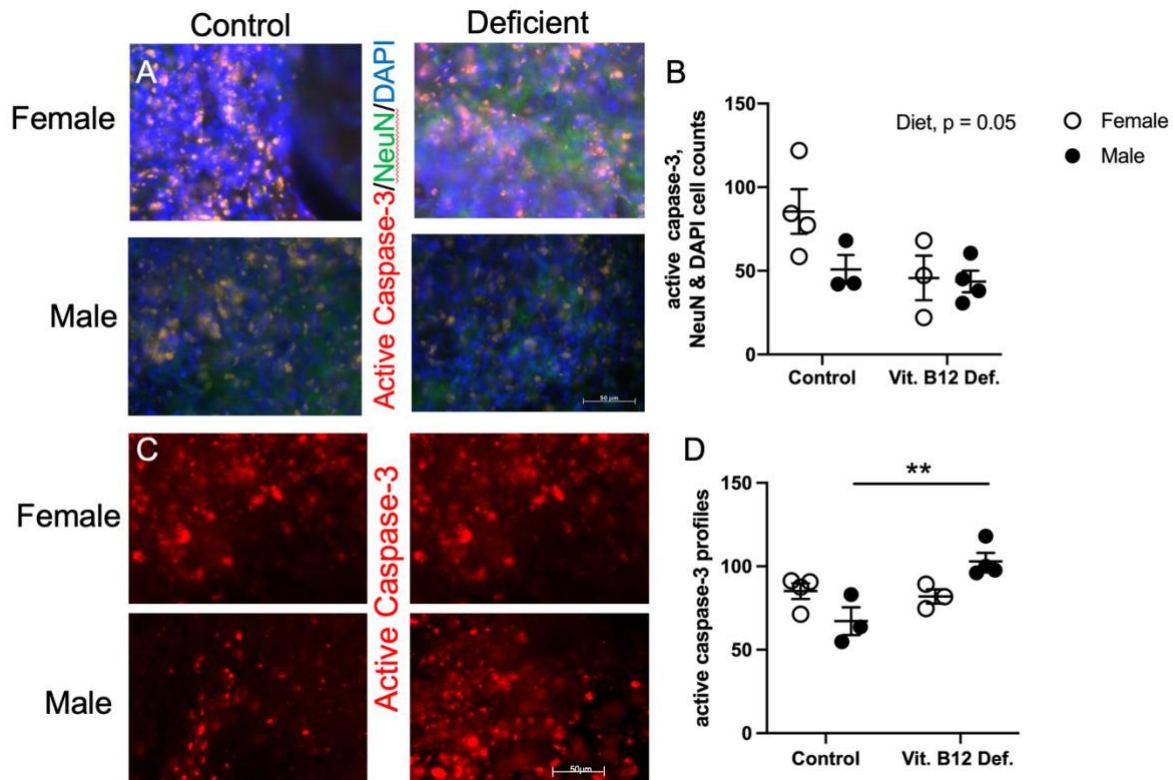 Control
Deficient
Female
Male
A
Active Caspase-3/NeuN/DAPI
50 µm
B
150
100
50
0
active capase-3,
NeuN & DAPI cell counts
Diet, p = 0.05
Control
Vit. B12 Def.
Female
Male
C
Female
Male
Active Caspase-3
50µm
D
150
100
50
0
active caspase-3 profiles
**
Control
Vit. B12 Def.